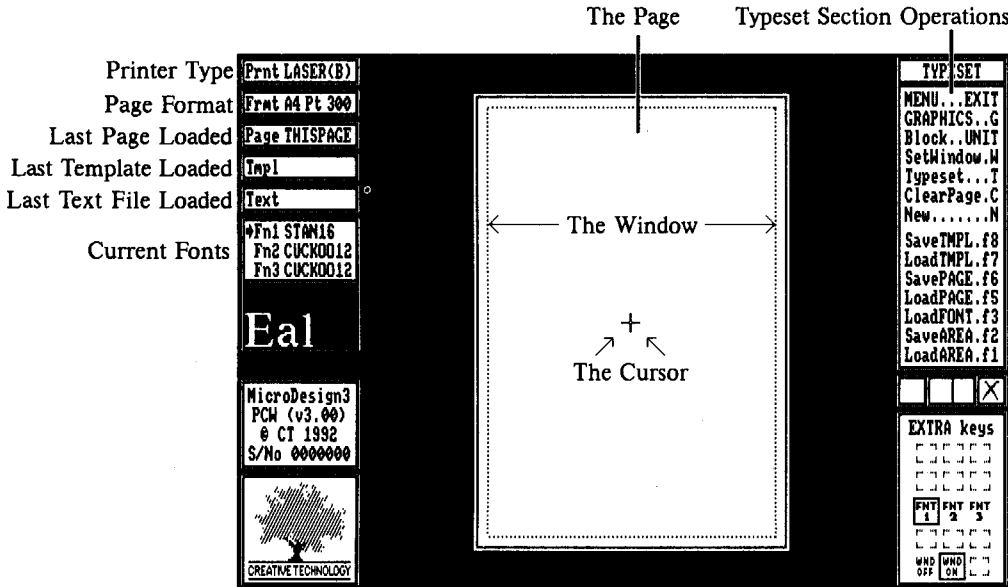 The Page
Typeset Section Operations
Printer Type
Prnt LASER(B)
Page Format
Frmt A4 Pt 300
Last Page Loaded
Page THISPAGE
Last Template Loaded
Tmpl
Last Text File Loaded
Text
Current Fonts
Fn1 STAN16
Fn2 CUCKOO12
Fn3 CUCKOO12
Eal
MicroDesign3
PCW (v3.00)
© CT 1992
S/No 0000000
CREATIVE TECHNOLOGY
The Window
The Cursor
TYPESET
MENU...EXIT
GRAPHICS..G
Block..UNIT
SetWindow.W
Typeset...T
ClearPage.C
New.......N
SaveTMPL.f8
LoadTMPL.f7
SavePAGE.f6
LoadPAGE.f5
LoadFONT.f3
SaveAREA.f2
LoadAREA.f1
EXTRA keys
FNT 1 FNT 2 FNT 3
WND OFF WND ON